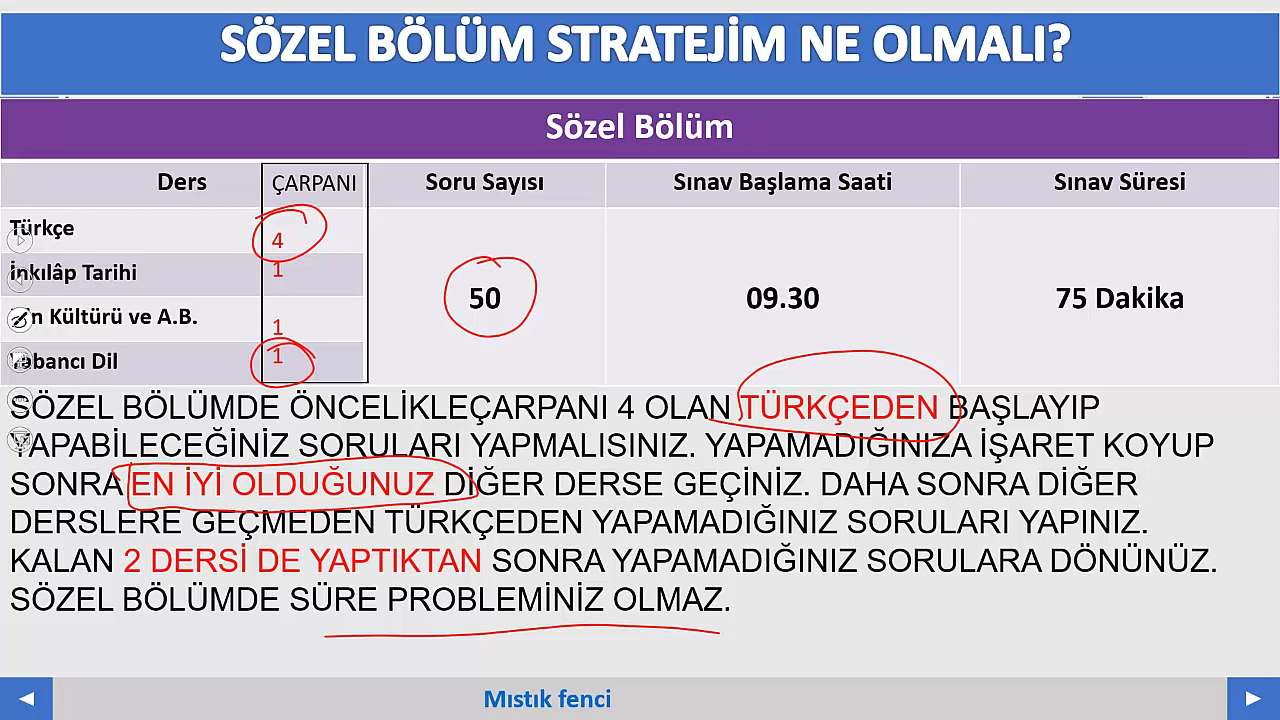 SÖZEL BÖLÜM STRATEJİM NE OLMALI?
Sözel Bölüm
Ders ÇARPANI Soru Sayısı Sınav Başlama Saati Sınav Süresi
Türkçe 4
İnkılâp Tarihi 1
Kültürü ve A.B. 1
Yabancı Dil 1
50 09.30 75 Dakika
SÖZEL BÖLÜMDE ÖNCELİKLEÇARPANI 4 OLAN TÜRKÇEDEN BAŞLAYIP
YAPABİLECEĞİNİZ SORULARI YAPMALISINIZ. YAPAMADIĞINIZA İŞARET KOYUP
SONRA EN İYİ OLDUĞUNUZ DİĞER DERSE GEÇİNİZ. DAHA SONRA DİĞER
DERSLERE GEÇMEDEN TÜRKÇEDEN YAPAMADIĞINIZ SORULARI YAPINIZ.
KALAN 2 DERSİ DE YAPTIKTAN SONRA YAPAMADIĞINIZ SORULARA DÖNÜNÜZ.
SÖZEL BÖLÜMDE SÜRE PROBLEMİNİZ OLMAZ.
Mıstık fenci